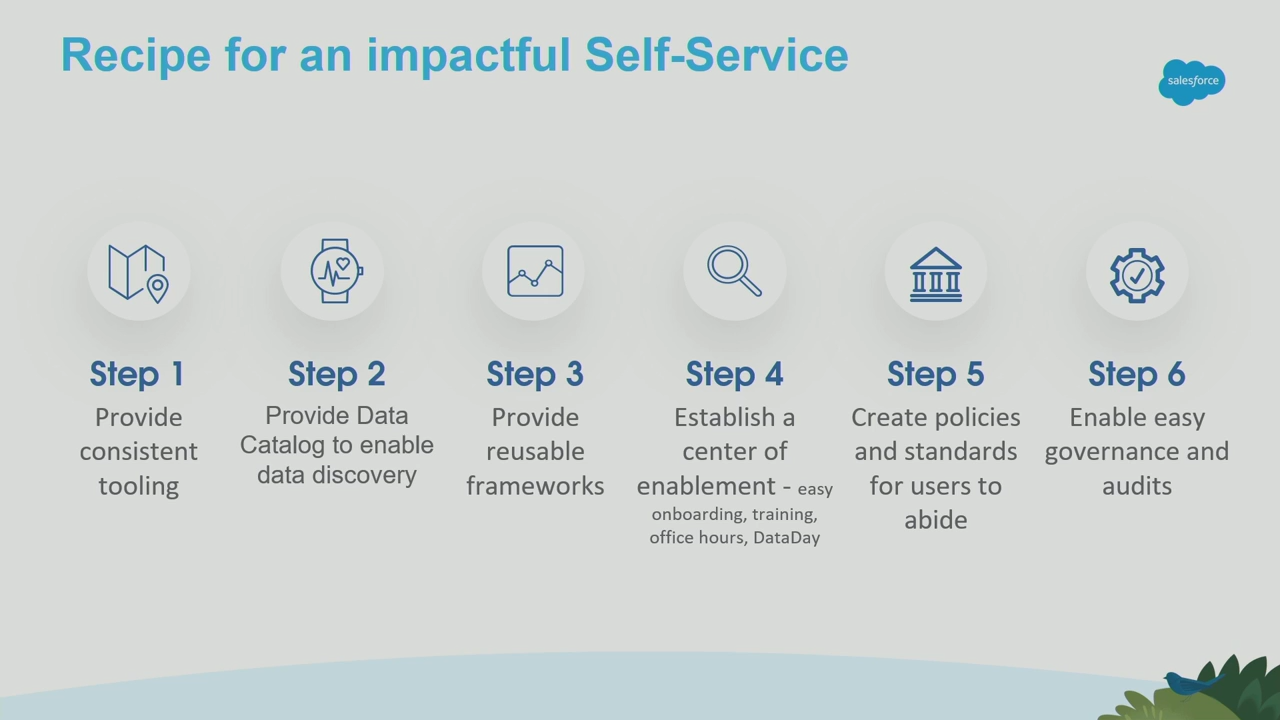 Recipe for an impactful Self-Service
salesforce
Step 1
Provide
consistent
tooling
Step 2
Provide Data
Catalog to enable
data discovery
Step 3
Provide
reusable
frameworks
Step 4
Establish a
center of
enablement - easy
onboarding, training,
office hours, DataDay
Step 5
Create policies
and standards
for users to
abide
Step 6
Enable easy
governance and
audits